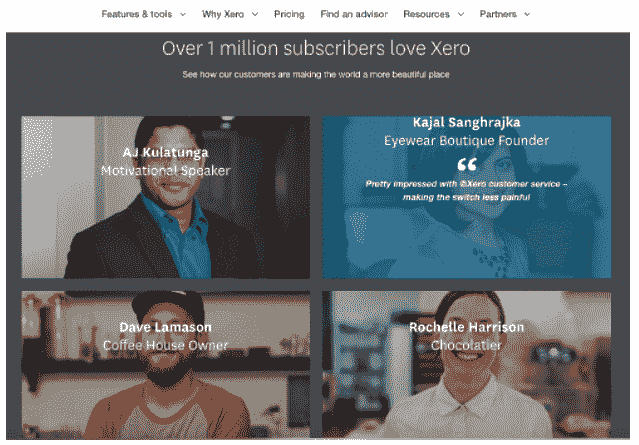 Features & tools Why Xero Pricing Find an advisor Resources Partners
Over 1 million subscribers love Xero
See how our customers are making the world a more beautiful place
AJ Kulatunga
Motivational Speaker
Kajal Sanghrajka
Eyewear Boutique Founder
“
Pretty impressed with @Xero customer service –
making the switch less painful
Dave Lamason
Coffee House Owner
Rochelle Harrison
Chocolatier